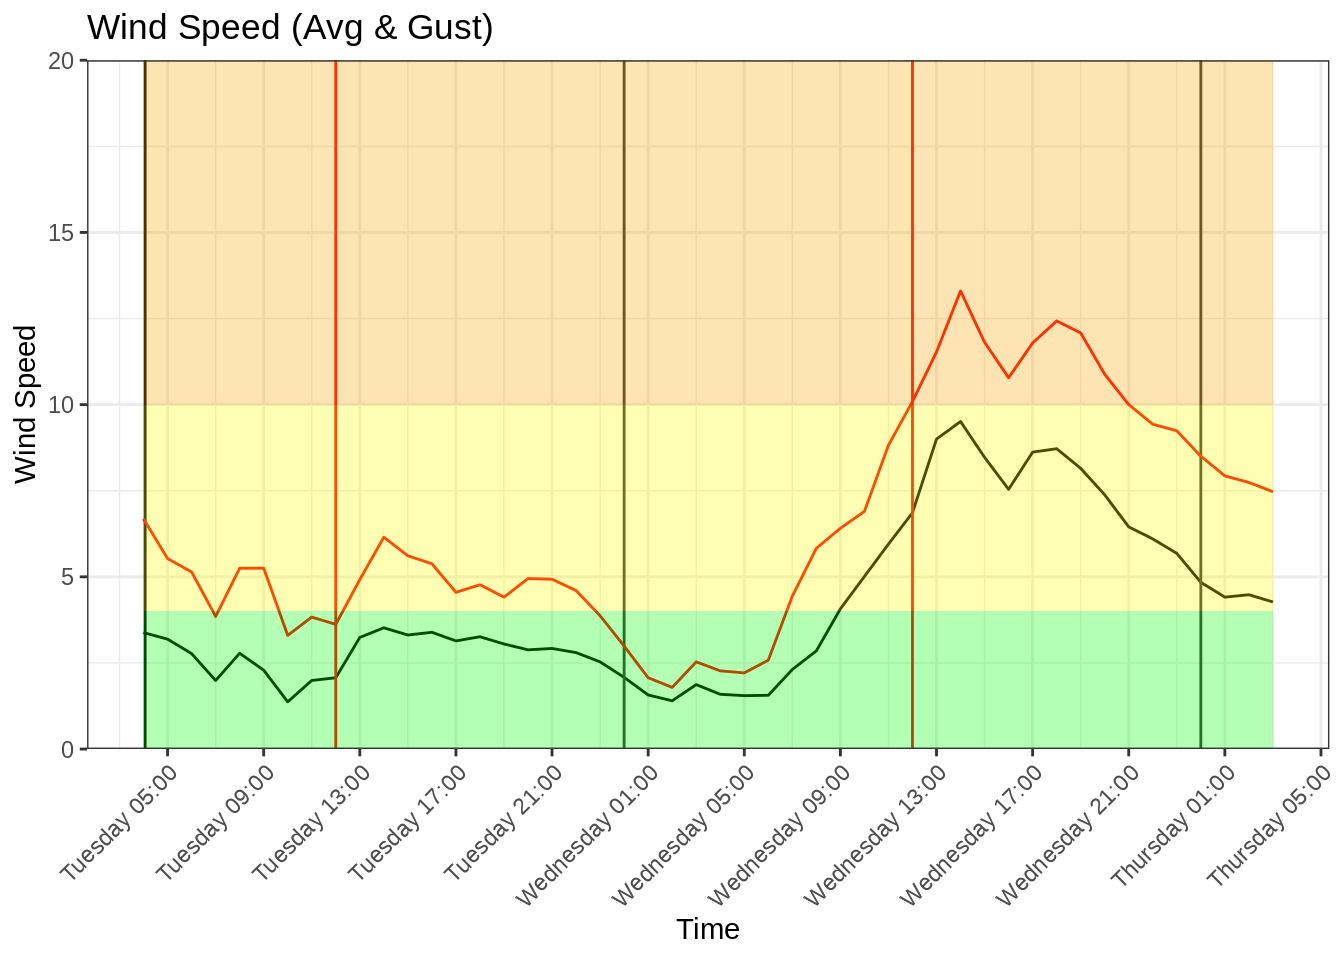 Wind Speed (Avg & Gust)
20
15
10
5
0
Wind Speed
Tuesday 05:00
Tuesday 09:00
Tuesday 13:00
Tuesday 17:00
Tuesday 21:00
Wednesday 01:00
Wednesday 05:00
Wednesday 09:00
Wednesday 13:00
Wednesday 17:00
Wednesday 21:00
Thursday 01:00
Thursday 05:00
Time